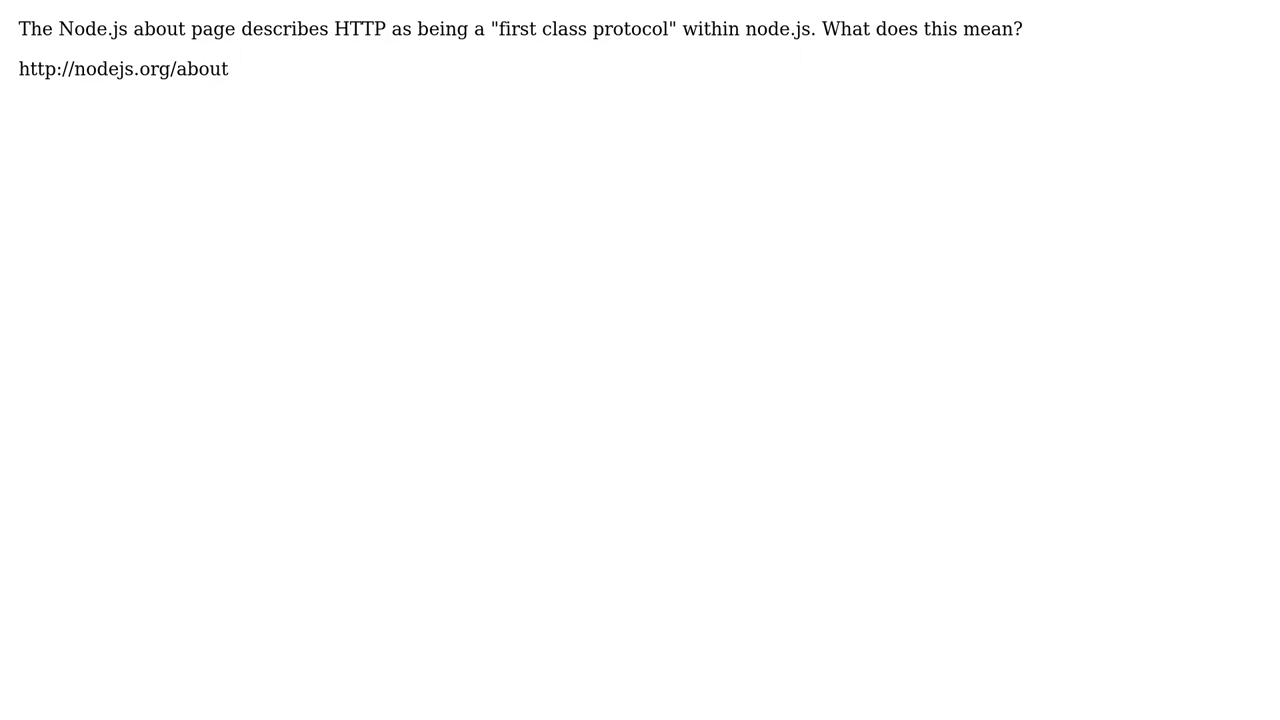 The Node.js about page describes HTTP as being a "first class protocol" within node.js. What does this mean?
http://nodejs.org/about